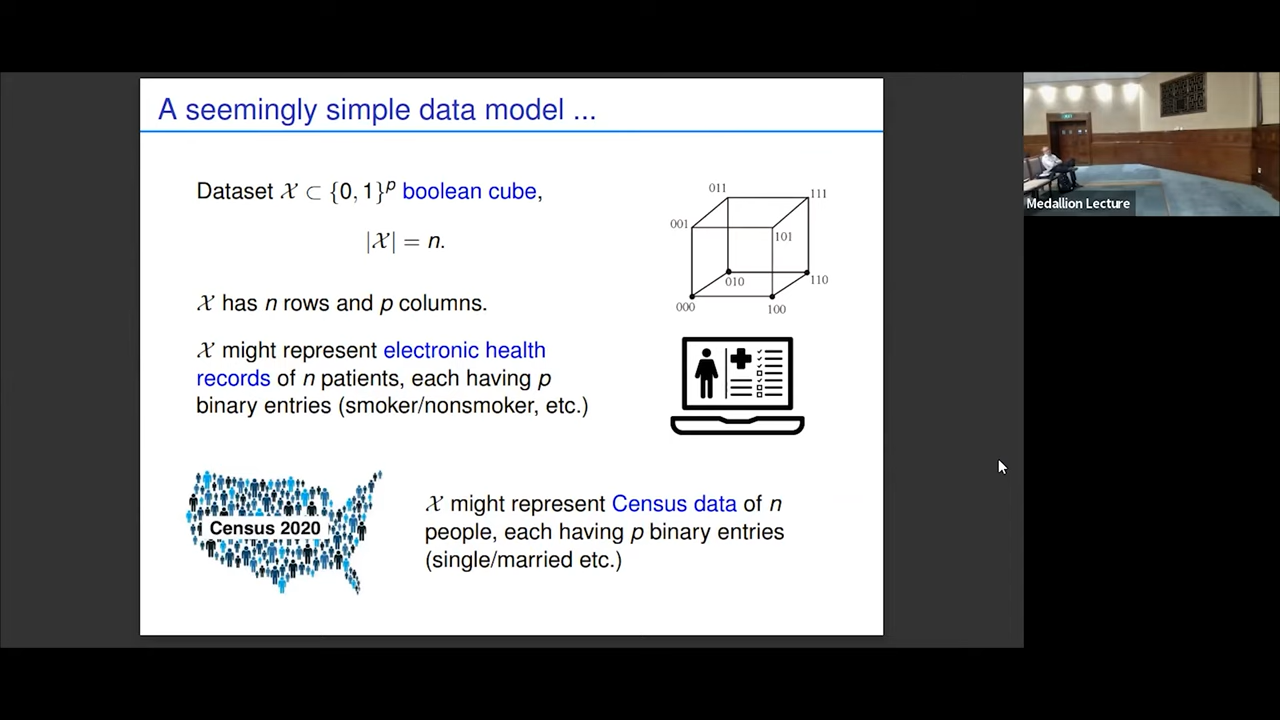 A seemingly simple data model ...
Dataset 𝒳 ⊂ {0, 1}ᵖ boolean cube,
|𝒳| = n.
𝒳 has n rows and p columns.
𝒳 might represent electronic health
records of n patients, each having p
binary entries (smoker/nonsmoker, etc.)
011
111
001
101
010
110
000
100
Census 2020
𝒳 might represent Census data of n
people, each having p binary entries
(single/married etc.)
Medallion Lecture